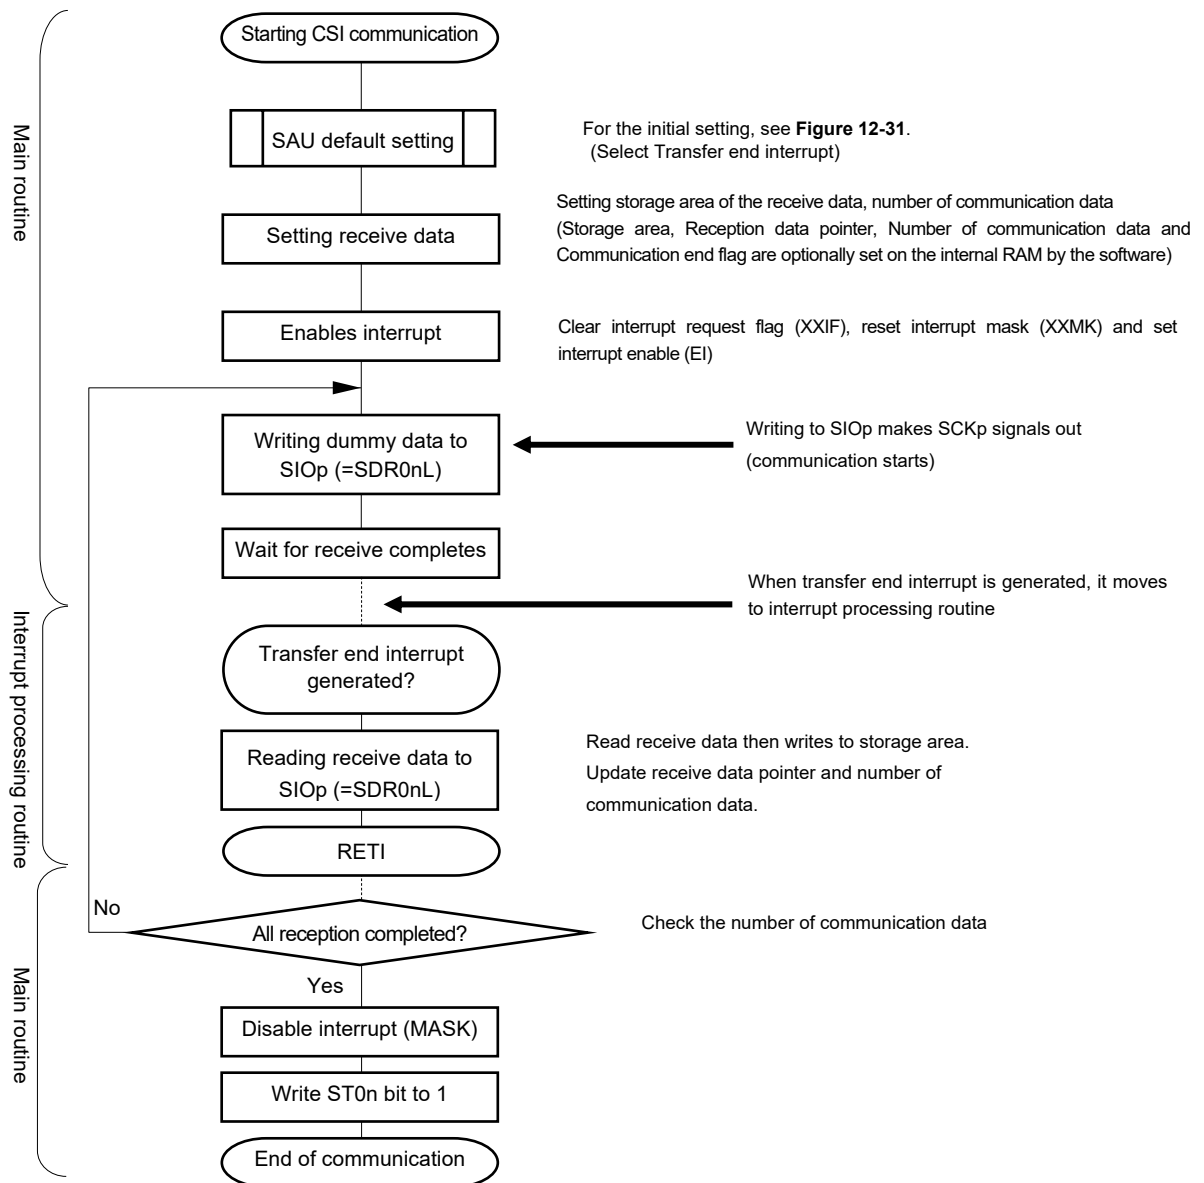 Starting CSI communication
Main routine
SAU default setting
For the initial setting, see Figure 12-31.
(Select Transfer end interrupt)
Setting receive data
Setting storage area of the receive data, number of communication data
(Storage area, Reception data pointer, Number of communication data and
Communication end flag are optionally set on the internal RAM by the software)
Enables interrupt
Clear interrupt request flag (XXIF), reset interrupt mask (XXMK) and set
interrupt enable (EI)
Writing dummy data to
SIOp (=SDR0nL)
Writing to SIOp makes SCKp signals out
(communication starts)
Wait for receive completes
When transfer end interrupt is generated, it moves
to interrupt processing routine
Interrupt processing routine
Transfer end interrupt
generated?
Reading receive data to
SIOp (=SDR0nL)
Read receive data then writes to storage area.
Update receive data pointer and number of
communication data.
RETI
Main routine
No
All reception completed?
Check the number of communication data
Yes
Disable interrupt (MASK)
Write ST0n bit to 1
End of communication